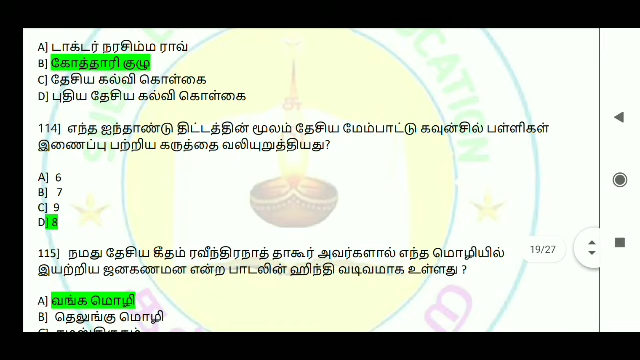 A] டாக்டர் நரசிம்ம ராவ்
B] கோத்தாரி குழு
C] தேசிய கல்வி கொள்கை
D] புதிய தேசிய கல்வி கொள்கை
114] எந்த ஐந்தாண்டு திட்டத்தின் மூலம் தேசிய மேம்பாட்டு கவுன்சில் பள்ளிகள்
இணைப்பு பற்றிய கருத்தை வலியுறுத்தியது?
A] 6
B] 7
C] 9
D] 8
115] நமது தேசிய கீதம் ரவீந்திரநாத் தாகூர் அவர்களால் எந்த மொழியில்
இயற்றிய ஜனகணமன என்ற பாடலின் ஹிந்தி வடிவமாக உள்ளது ?
A] வங்க மொழி
B] தெலுங்கு மொழி
19/27